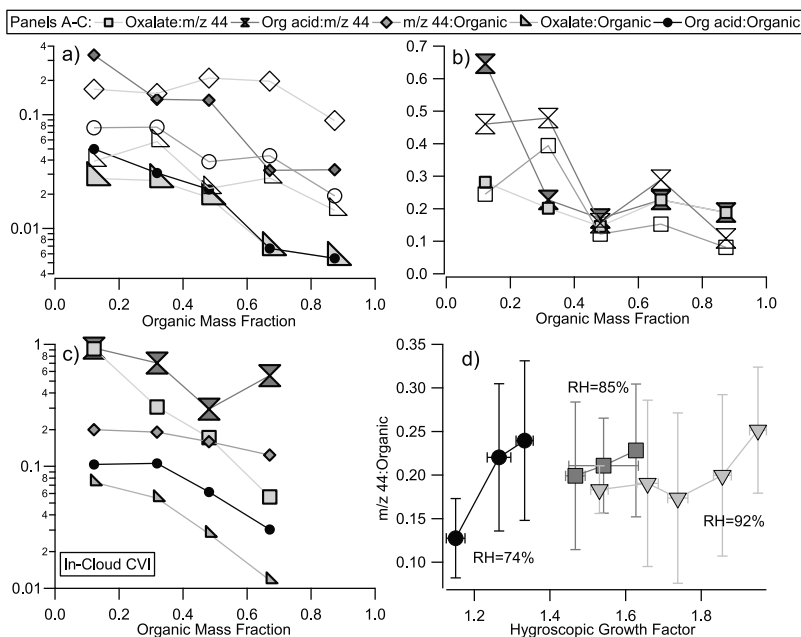 Panels A-C: Oxalate:m/z 44 Org acid:m/z 44 m/z 44:Organic Oxalate:Organic Org acid:Organic
a)
4
2
0.1
8
6
4
2
0.01
8
6
4
0.0 0.2 0.4 0.6 0.8 1.0
Organic Mass Fraction
b)
0.7
0.6
0.5
0.4
0.3
0.2
0.1
0.0
0.0 0.2 0.4 0.6 0.8 1.0
Organic Mass Fraction
c)
1
8
6
4
2
0.1
8
6
4
2
0.01
In-Cloud CVI
0.0 0.2 0.4 0.6 0.8 1.0
Organic Mass Fraction
d)
m/z 44:Organic
0.35
0.30
0.25
0.20
0.15
0.10
RH=85%
RH=74%
RH=92%
1.2 1.4 1.6 1.8
Hygroscopic Growth Factor